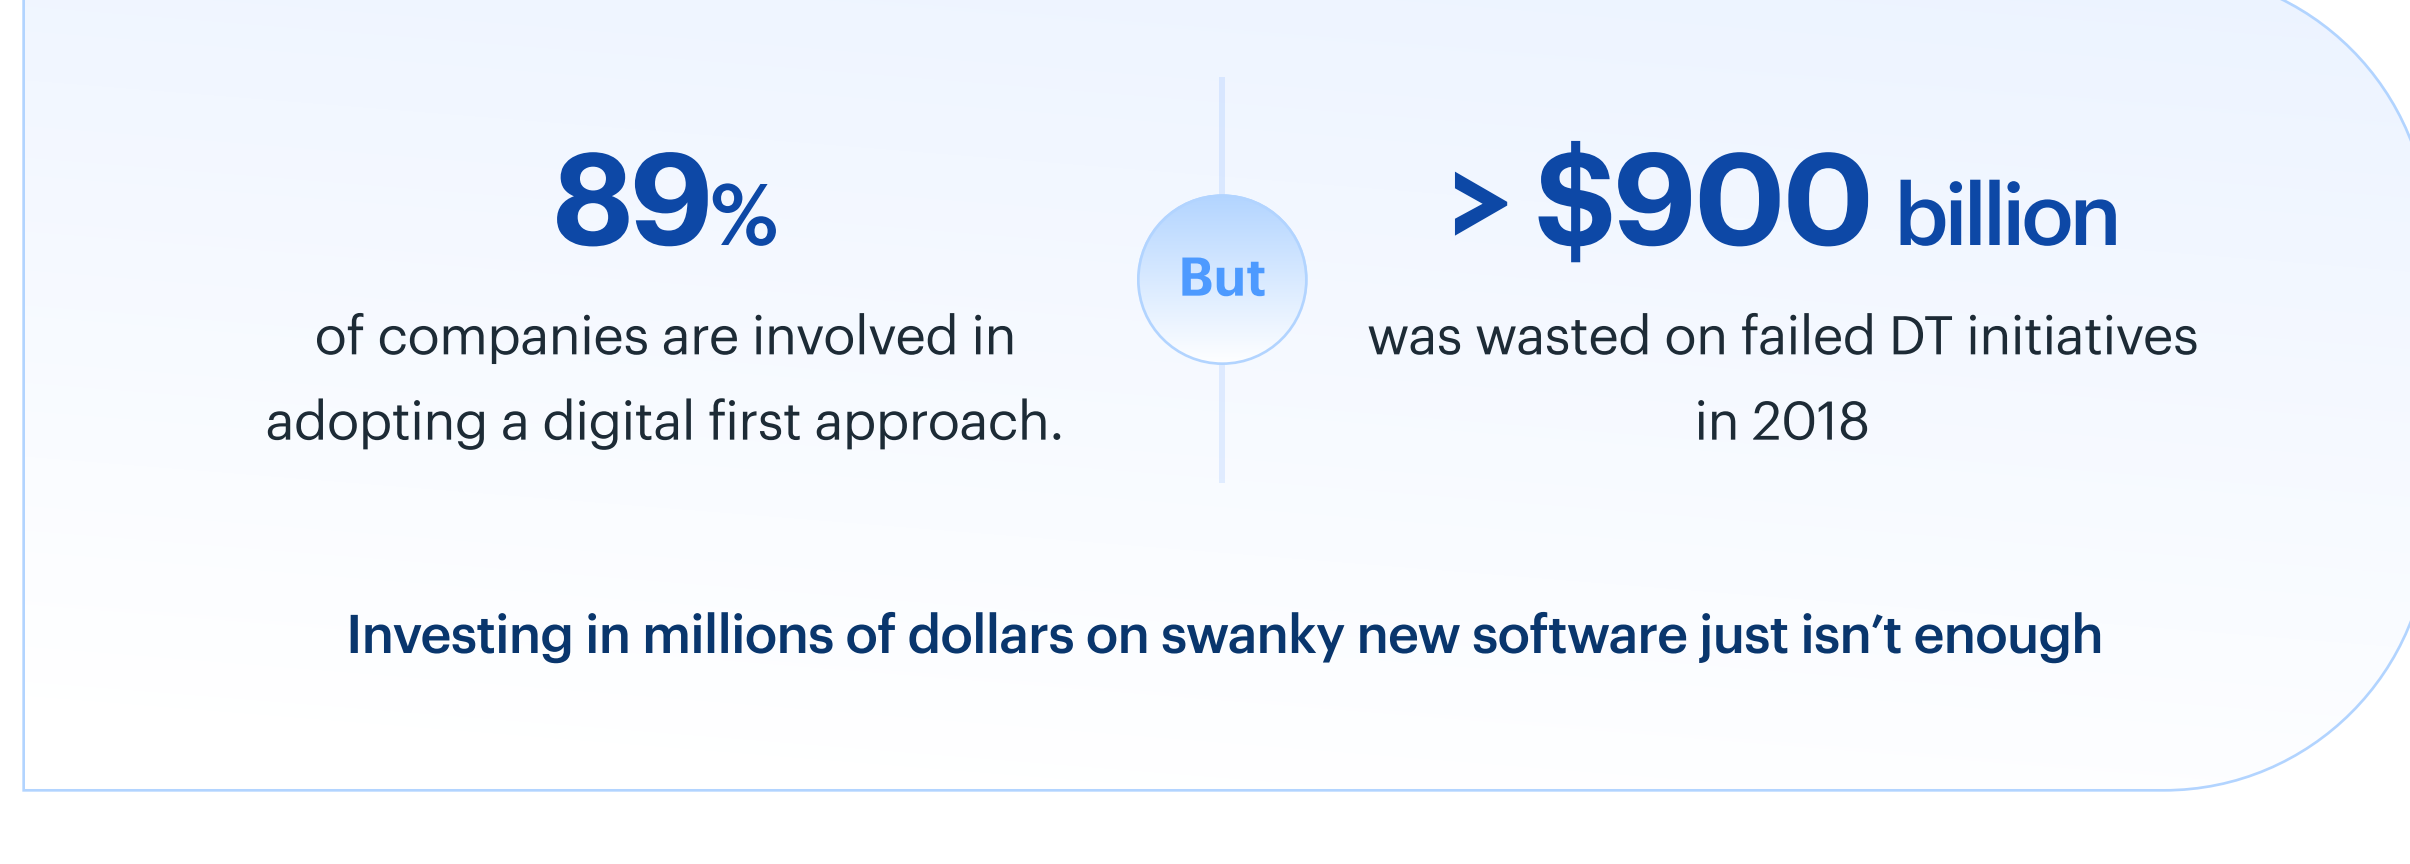 89%
of companies are involved in
adopting a digital first approach.
But
> $900 billion
was wasted on failed DT initiatives
in 2018
Investing in millions of dollars on swanky new software just isn’t enough